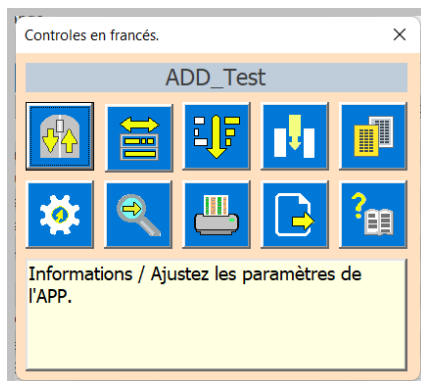 Controles en francés.
ADD_Test
Informations / Ajustez les paramètres de
l'APP.